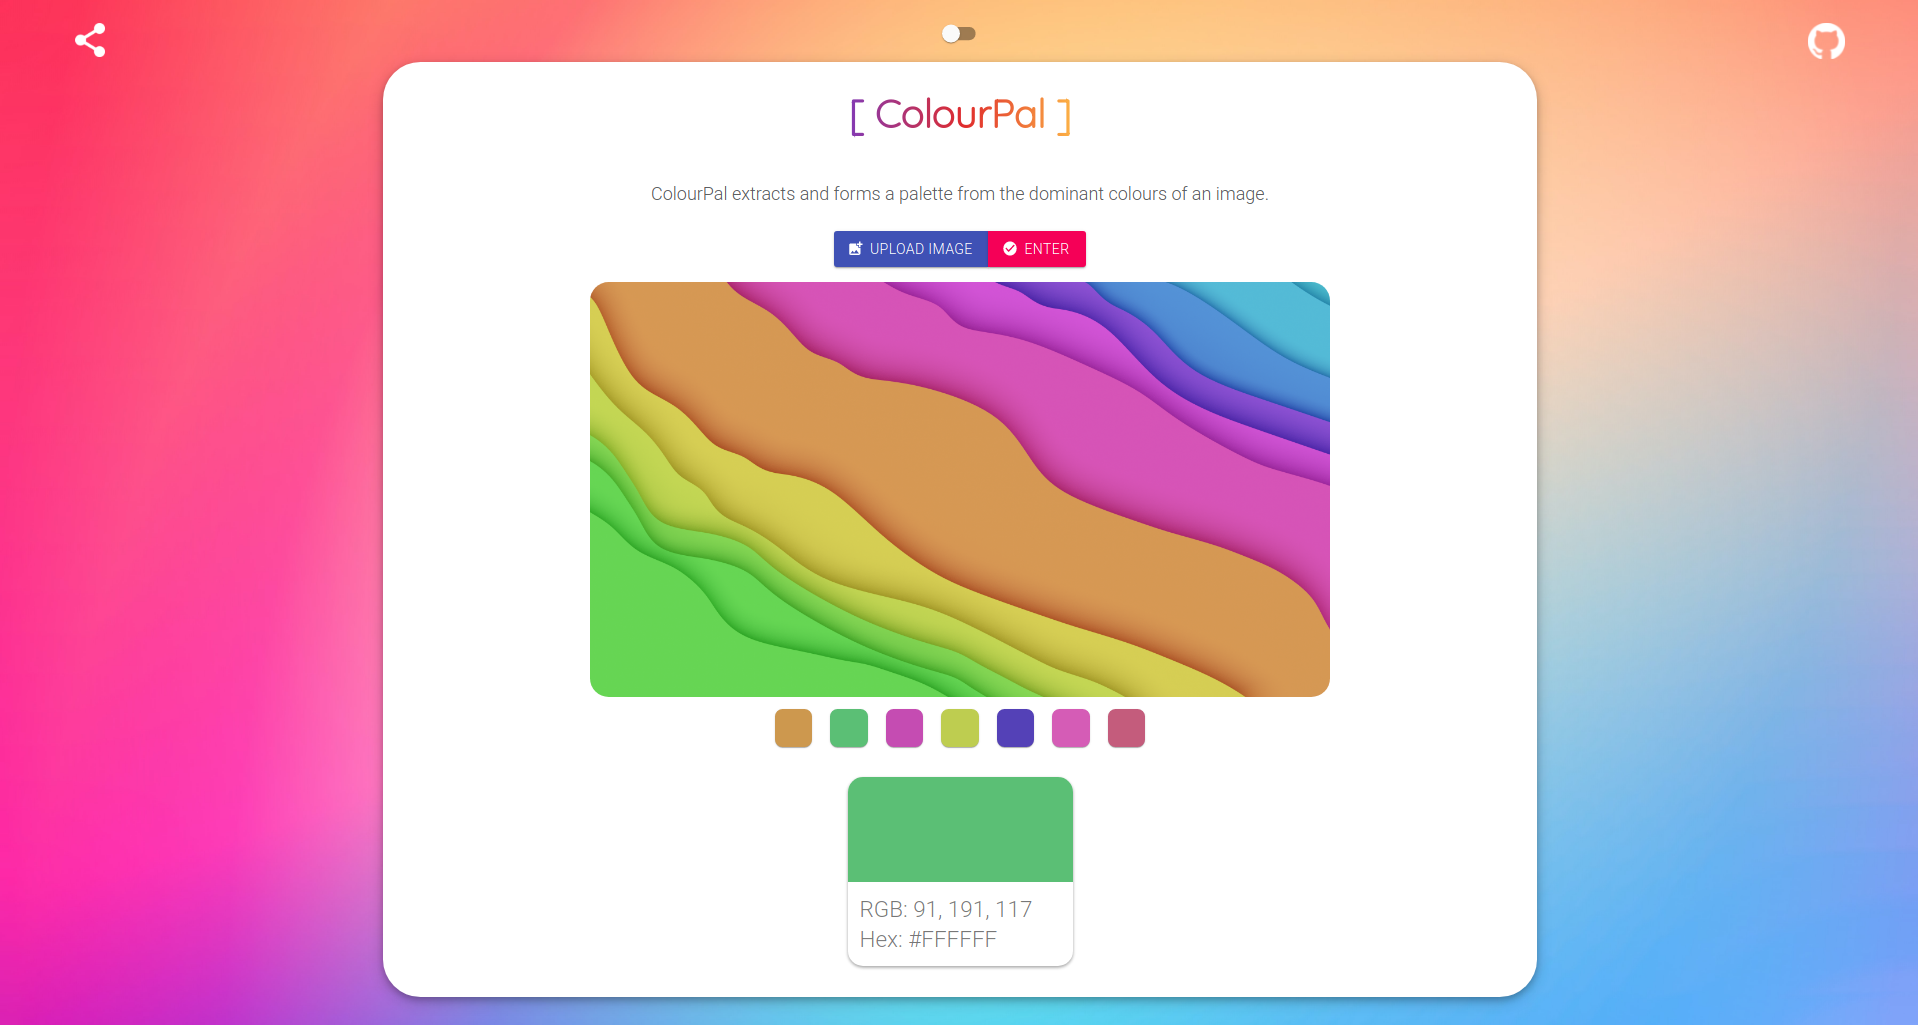 [ ColourPal ]
ColourPal extracts and forms a palette from the dominant colours of an image.
UPLOAD IMAGE ENTER
RGB: 91, 191, 117
Hex: #FFFFFF